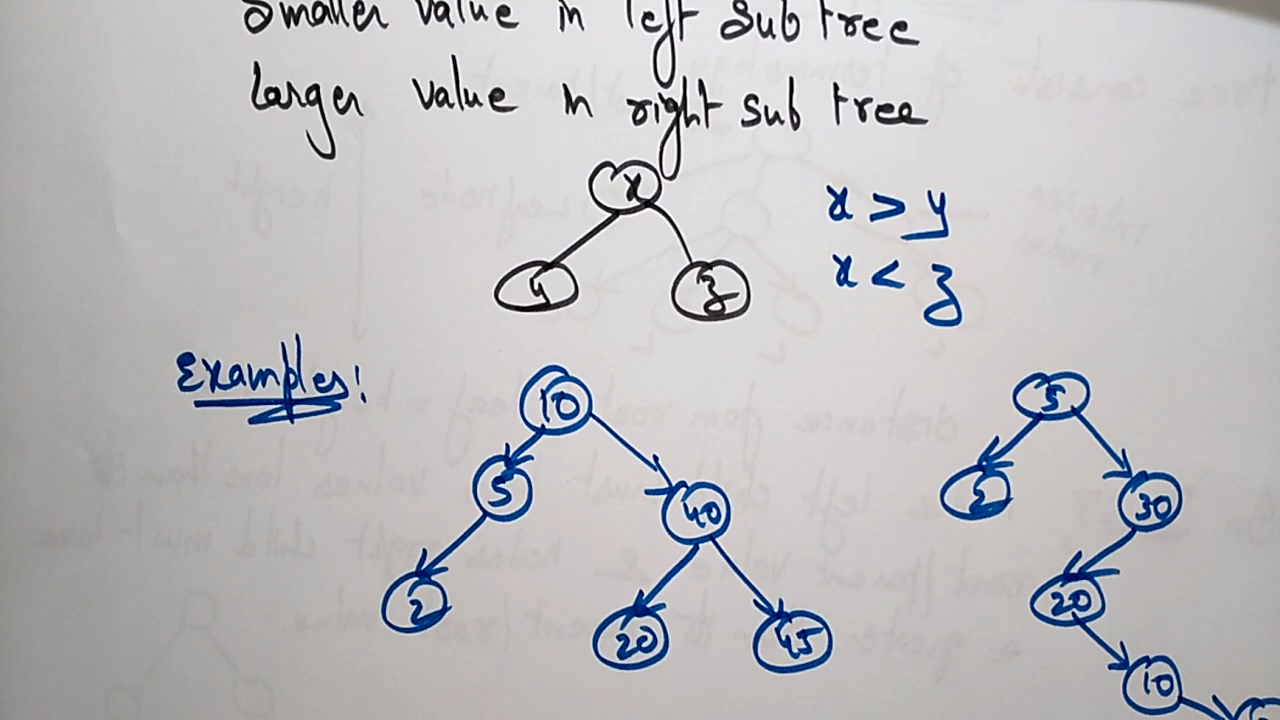 Smaller value in left sub tree
Larger value in right sub tree
x
y z
x > y
x < z
Examples:
10
5 40
2 20 45
5
30
20
10